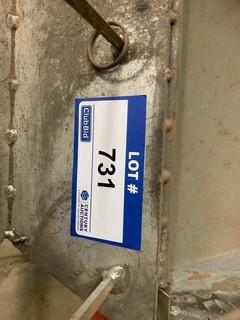 LOT #
731
ClubBid
CENTURY
AUCTIONS